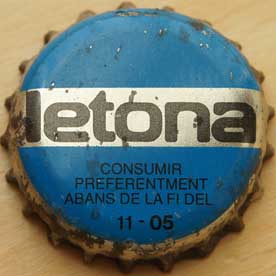 letona
CONSUMIR
PREFERENTMENT
ABANS DE LA FI DEL
11 - 05